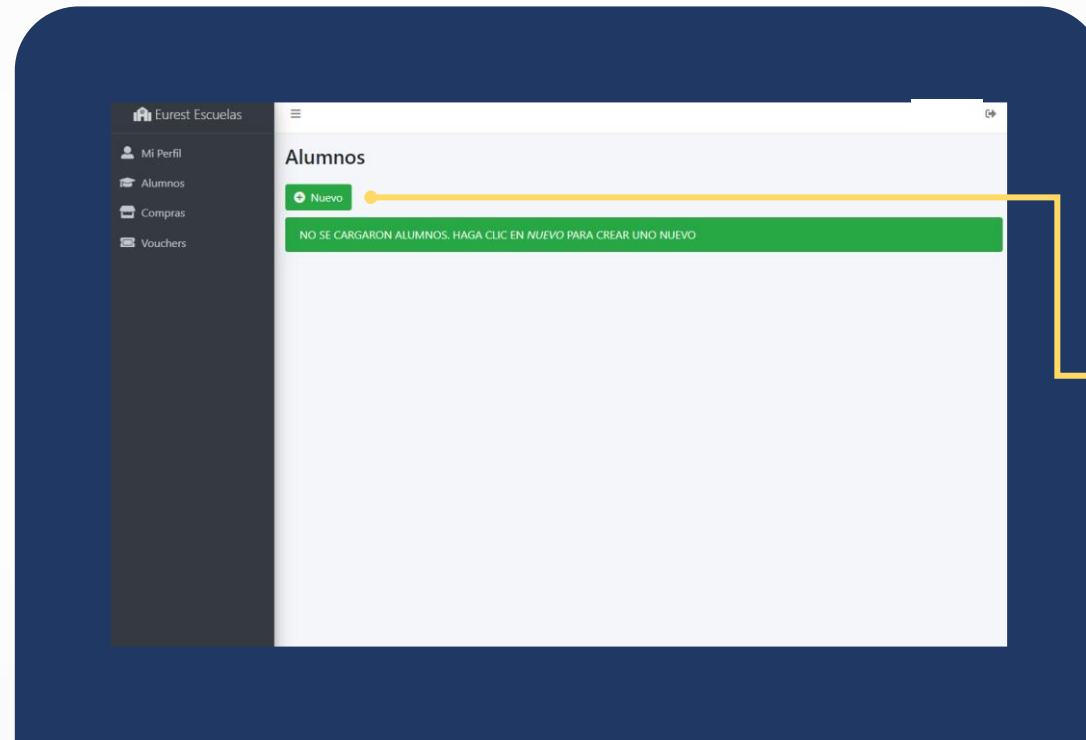 Eurest Escuelas
Mi Perfil
Alumnos
Compras
Vouchers
Alumnos
Nuevo
NO SE CARGARON ALUMNOS. HAGA CLIC EN NUEVO PARA CREAR UNO NUEVO